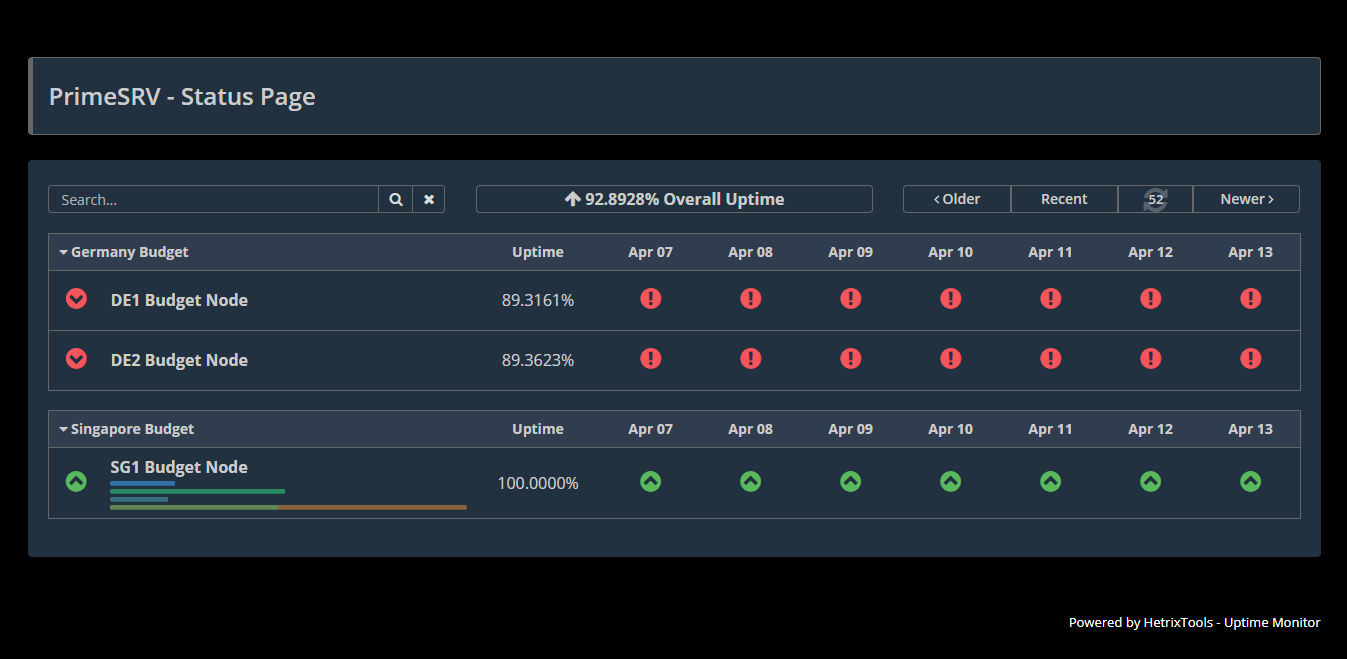 PrimeSRV - Status Page
Search... 92.8928% Overall Uptime Older Recent 52 Newer
Germany Budget Uptime Apr 07 Apr 08 Apr 09 Apr 10 Apr 11 Apr 12 Apr 13
DE1 Budget Node 89.3161%
DE2 Budget Node 89.3623%
Singapore Budget Uptime Apr 07 Apr 08 Apr 09 Apr 10 Apr 11 Apr 12 Apr 13
SG1 Budget Node
100.0000%
Powered by HetrixTools - Uptime Monitor